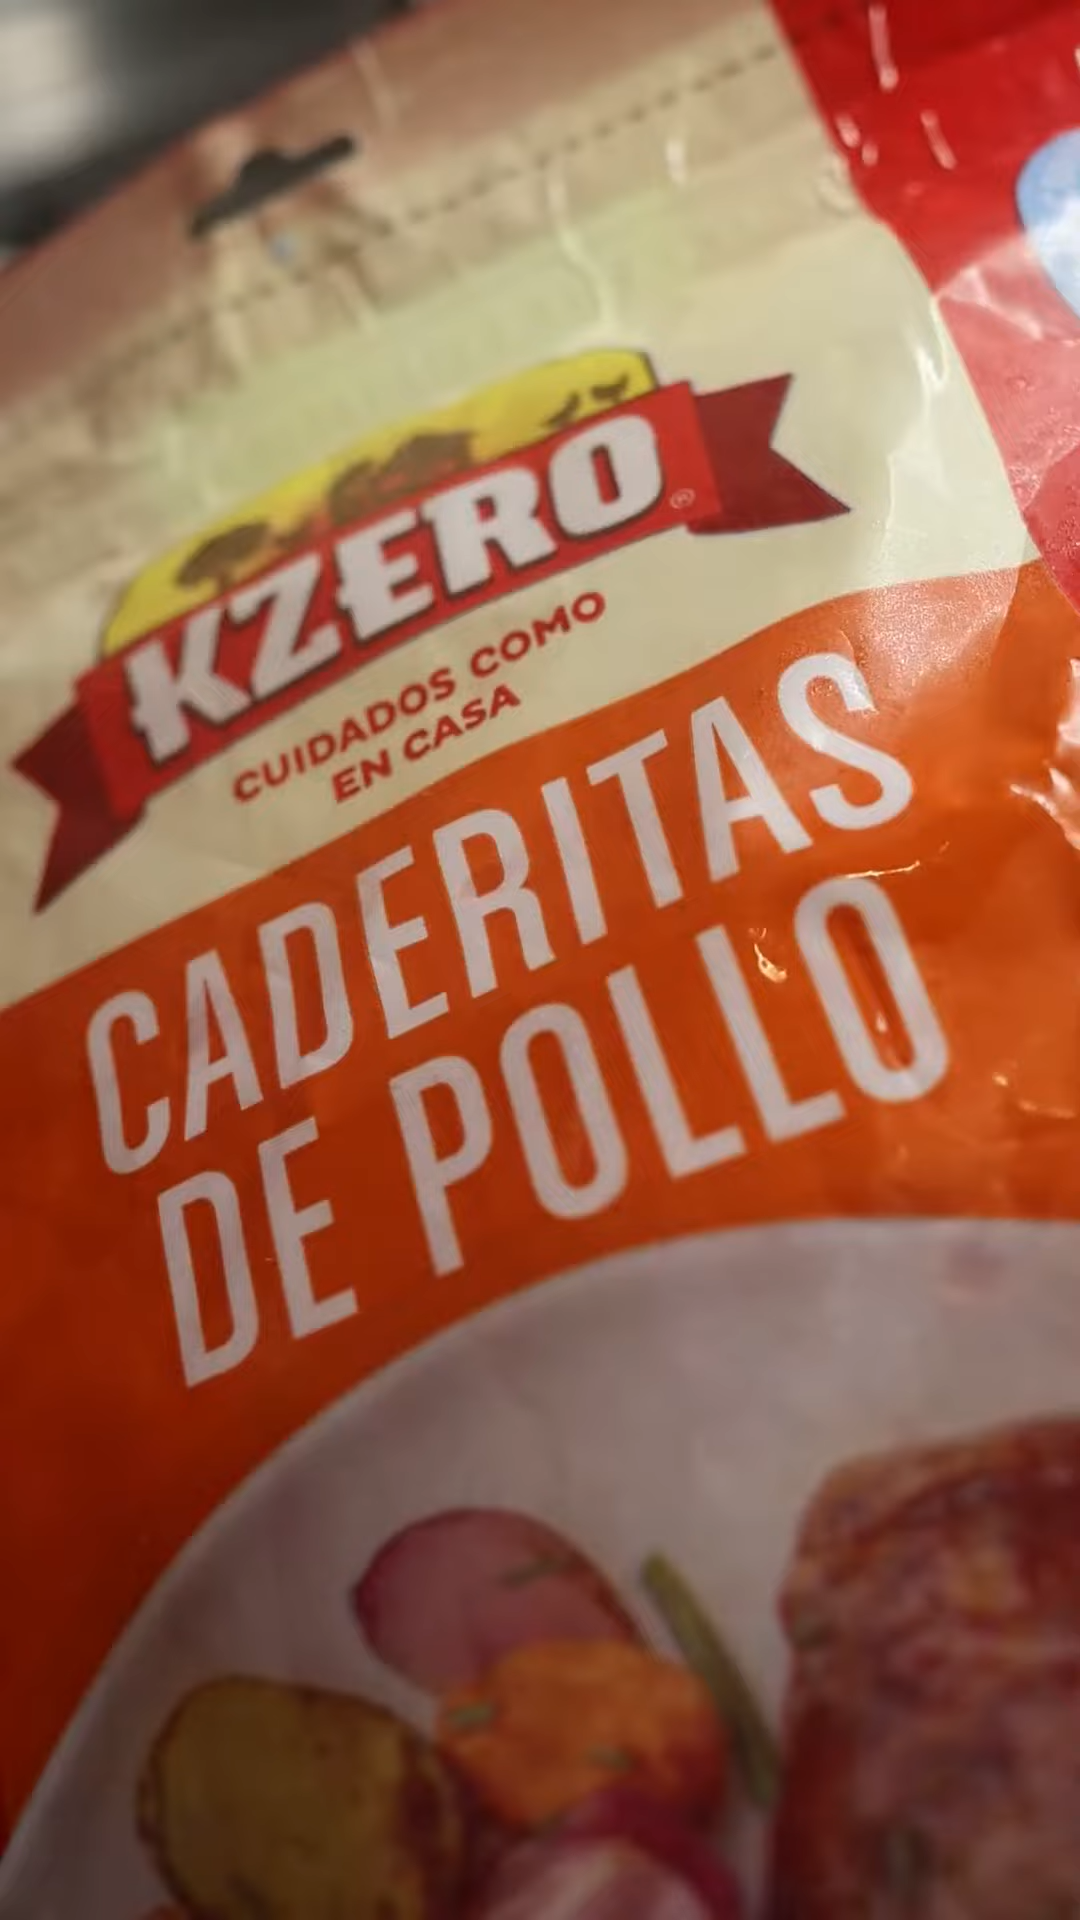 KZERO®
CUIDADOS COMO
EN CASA
CADERITAS
DE POLLO